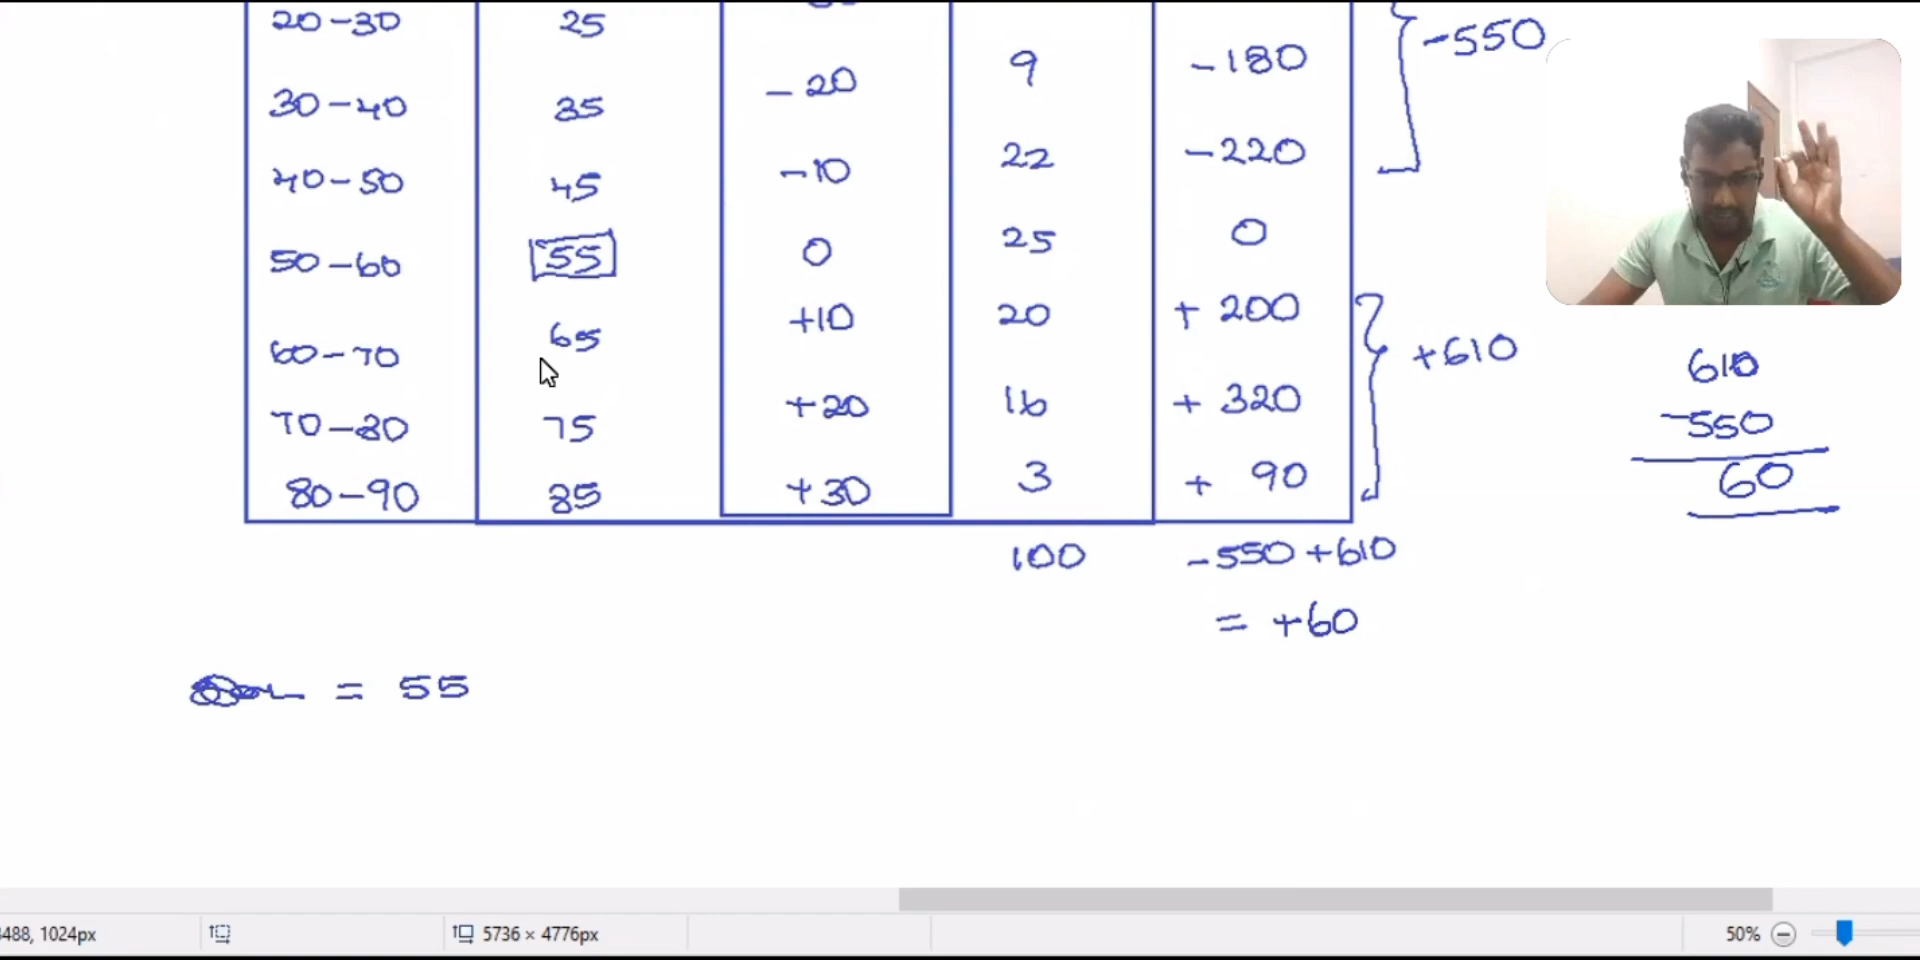 20-30 25
9 -180 -550
30-40 35 -20
40-50 45 -10 22 -220
50-60 55 0 25 0
60-70 65 +10 20 + 200 +610 610
70-80 75 +20 16 + 320 -550
80-90 85 +30 3 + 90 60
100 -550 +610
= +60
= 55
488, 1024px 5736 × 4776px 50%